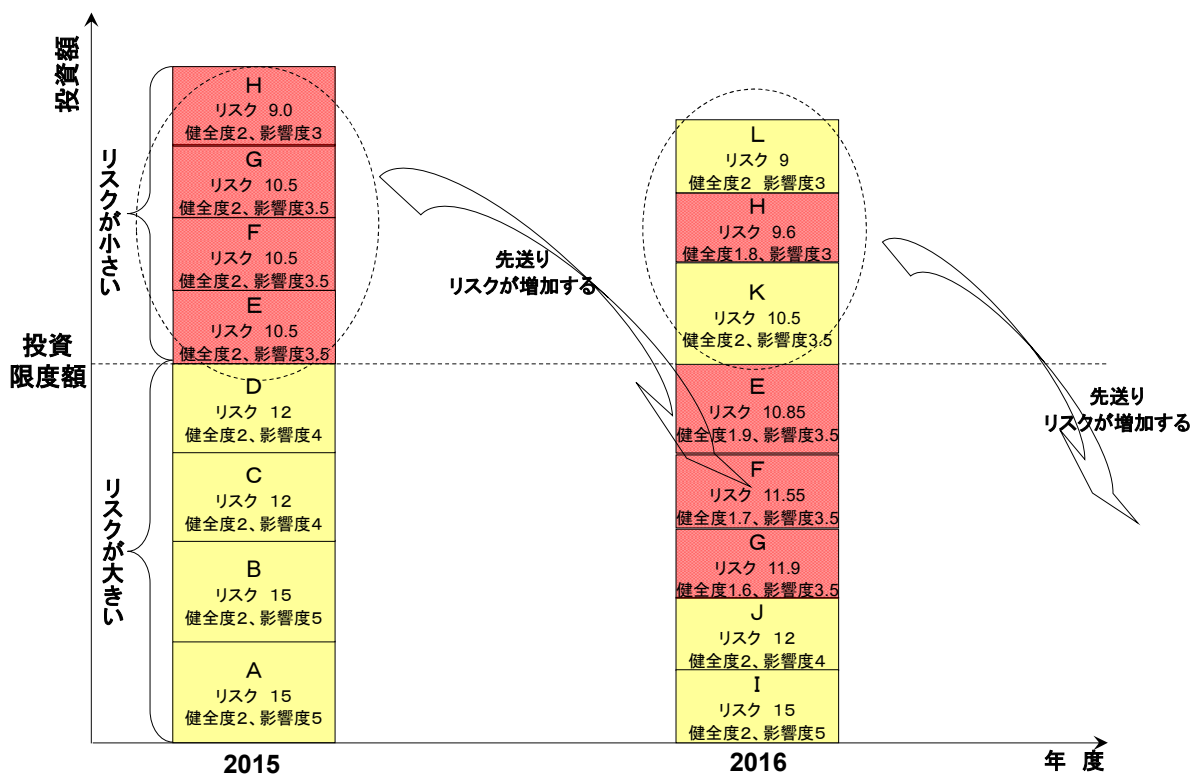 投資額
リスクが小さい
投資
限度額
リスクが大きい
H
リスク 9.0
健全度2、影響度3
G
リスク 10.5
健全度2、影響度3.5
F
リスク 10.5
健全度2、影響度3.5
E
リスク 10.5
健全度2、影響度3.5
D
リスク 12
健全度2、影響度4
C
リスク 12
健全度2、影響度4
B
リスク 15
健全度2、影響度5
A
リスク 15
健全度2、影響度5
2015
先送り
リスクが増加する
L
リスク 9
健全度2 影響度3
H
リスク 9.6
健全度1.8、影響度3
K
リスク 10.5
健全度2、影響度3.5
E
リスク 10.85
健全度1.9、影響度3.5
F
リスク 11.55
健全度1.7、影響度3.5
G
リスク 11.9
健全度1.6、影響度3.5
J
リスク 12
健全度2、影響度4
I
リスク 15
健全度2、影響度5
2016
先送り
リスクが増加する
年 度